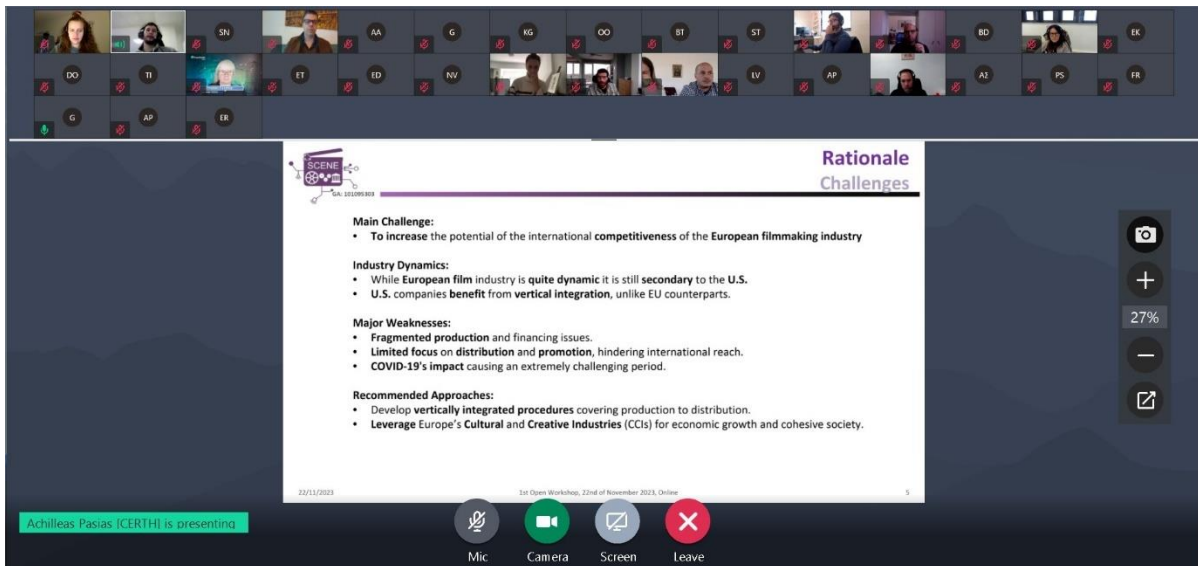 SN
AA
G
KG
OO
BT
ST
BD
EK
DO
TI
ET
ED
NV
LV
AP
AΣ
PS
FR
G
AP
ER
SCENE
GA: 101095303
Rationale
Challenges
Main Challenge:
• To increase the potential of the international competitiveness of the European filmmaking industry
Industry Dynamics:
• While European film industry is quite dynamic it is still secondary to the U.S.
• U.S. companies benefit from vertical integration, unlike EU counterparts.
Major Weaknesses:
• Fragmented production and financing issues.
• Limited focus on distribution and promotion, hindering international reach.
• COVID-19's impact causing an extremely challenging period.
Recommended Approaches:
• Develop vertically integrated procedures covering production to distribution.
• Leverage Europe's Cultural and Creative Industries (CCIs) for economic growth and cohesive society.
22/11/2023
1st Open Workshop, 22nd of November 2023, Online
5
27%
Achilleas Pasias [CERTH] is presenting
Mic
Camera
Screen
Leave